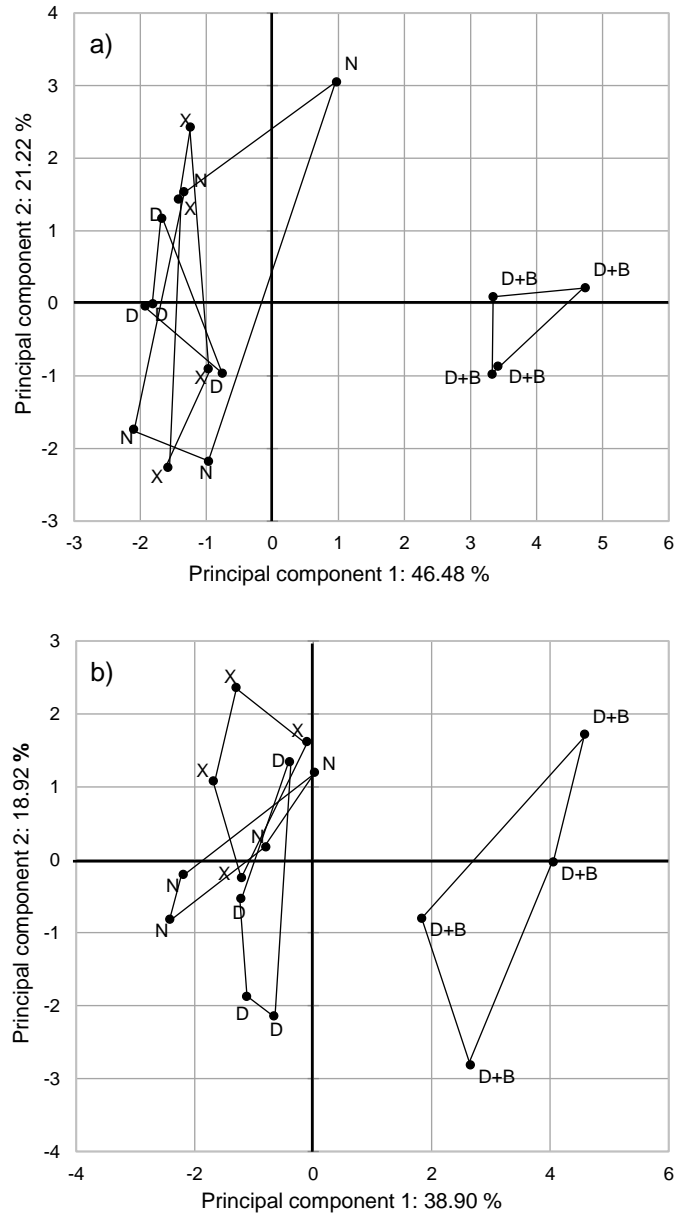 a)
4
3
2
1
0
-1
-2
-3
Principal component 2: 21.22 %
N
X
N
X
D
D
D
X
D
N
X
N
D+B
D+B
D+B
D+B
-3
-2
-1
0
1
2
3
4
5
6
Principal component 1: 46.48 %
b)
3
2
1
0
-1
-2
-3
-4
Principal component 2: 18.92 %
X
X
D
N
X
N
X
N
D
N
D
D
D+B
D+B
D+B
D+B
-4
-2
0
2
4
6
Principal component 1: 38.90 %